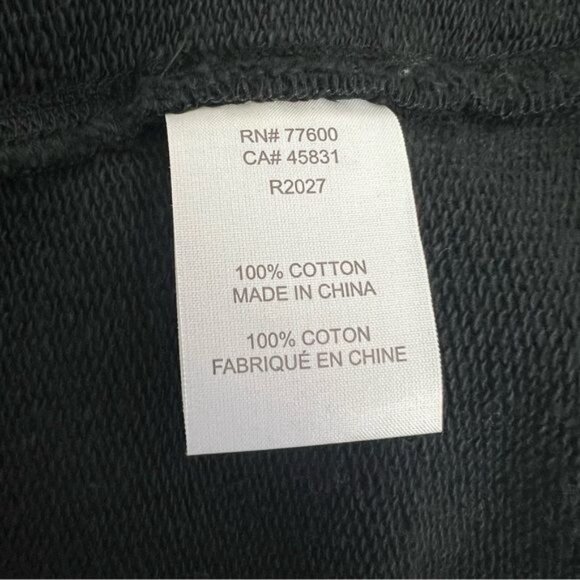 RN# 77600
CA# 45831
R2027
100% COTTON
MADE IN CHINA
100% COTON
FABRIQUÉ EN CHINE